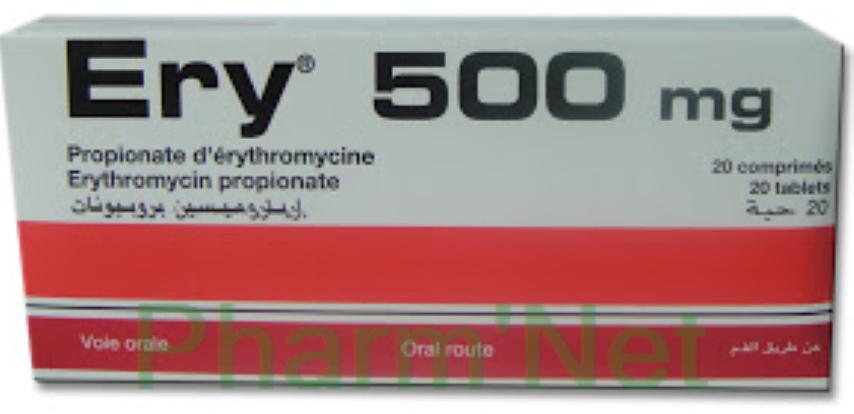 Ery® 500 mg
Propionate d'érythromycine
Erythromycin propionate
إيليزوميسين بروبيونات
20 comprimés
20 tablets
20 حبة
Pharm'Net
Voie orale Oral route عن طريق الفم